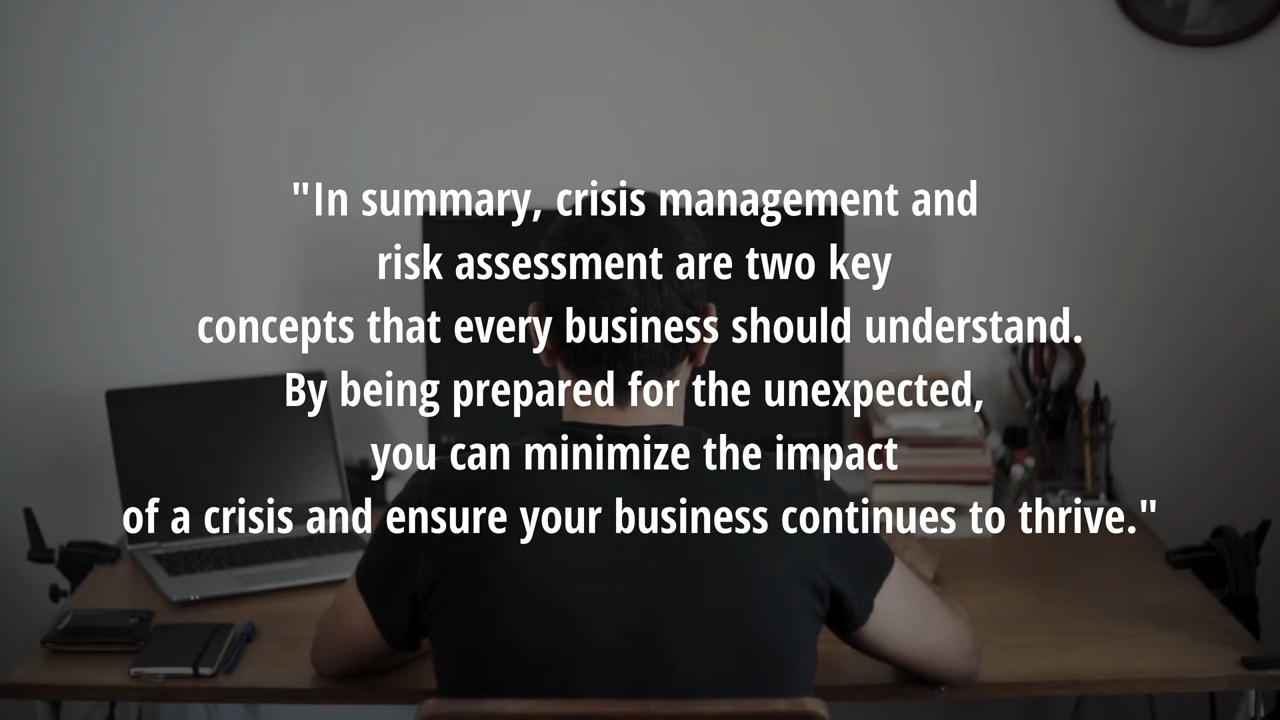 "In summary, crisis management and
risk assessment are two key
concepts that every business should understand.
By being prepared for the unexpected,
you can minimize the impact
of a crisis and ensure your business continues to thrive."